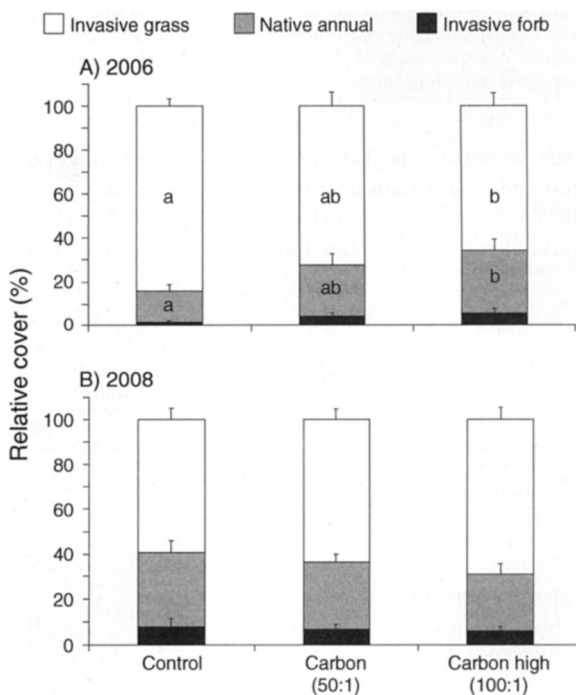 Invasive grass Native annual Invasive forb
A) 2006
100
80
60
40
20
0
a ab b
a ab b
B) 2008
100
80
60
40
20
0
Relative cover (%)
Control Carbon Carbon high
(50:1) (100:1)